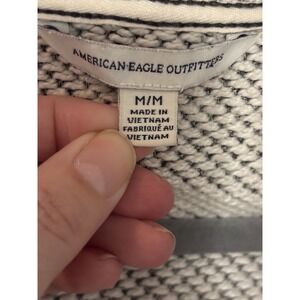 AMERICAN EAGLE OUTFITTERS
M/M
MADE IN
VIETNAM
FABRIQUÉ AU
VIETNAM